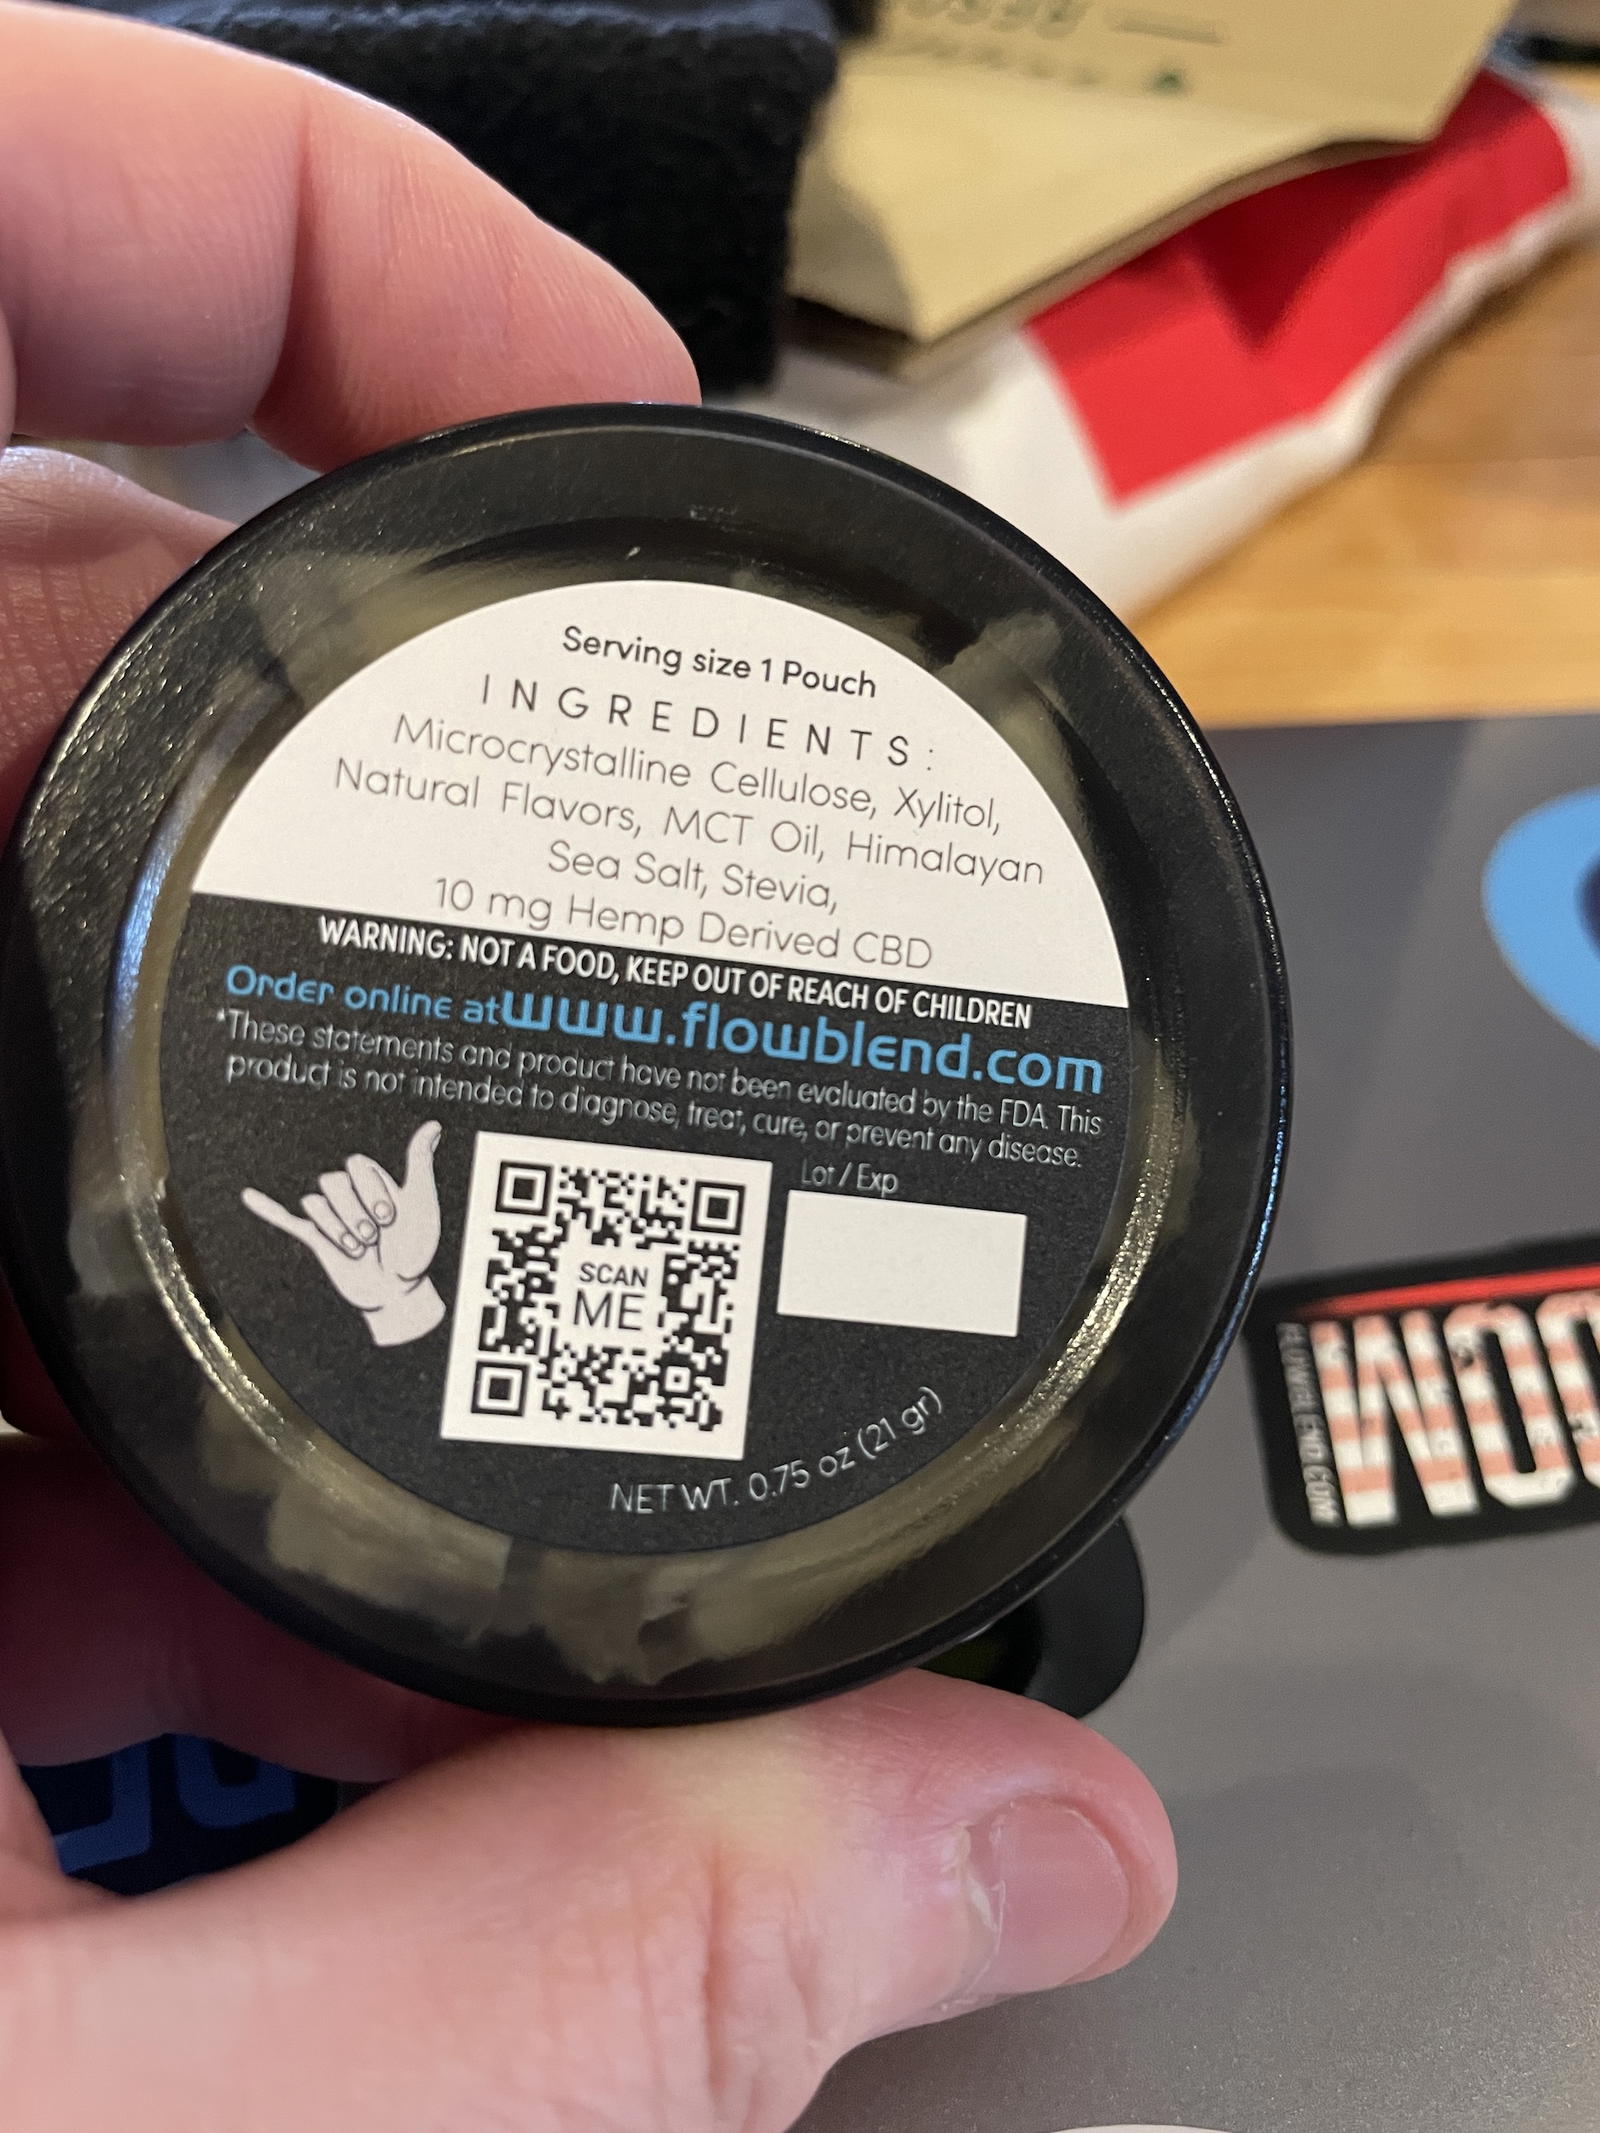 Serving size 1 Pouch
INGREDIENTS:
Microcrystalline Cellulose, Xylitol,
Natural Flavors, MCT Oil, Himalayan
Sea Salt, Stevia,
10 mg Hemp Derived CBD
WARNING: NOT A FOOD, KEEP OUT OF REACH OF CHILDREN
Order online at www.flowblend.com
*These statements and product have not been evaluated by the FDA. This
product is not intended to diagnose, treat, cure, or prevent any disease.
Lot / Exp
SCAN
ME
NET WT. 0.75 oz (21 gr)
FLOWBLEND.COM